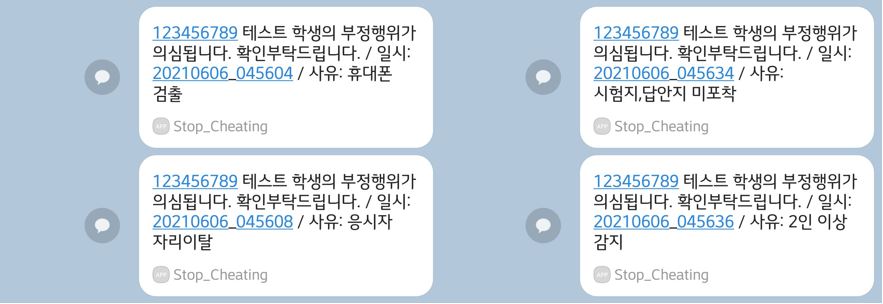 123456789 테스트 학생의 부정행위가
의심됩니다. 확인부탁드립니다. / 일시:
20210606_045604 / 사유: 휴대폰
검출
APP Stop_Cheating
123456789 테스트 학생의 부정행위가
의심됩니다. 확인부탁드립니다. / 일시:
20210606_045608 / 사유: 응시자
자리이탈
APP Stop_Cheating
123456789 테스트 학생의 부정행위가
의심됩니다. 확인부탁드립니다. / 일시:
20210606_045634 / 사유:
시험지,답안지 미포착
APP Stop_Cheating
123456789 테스트 학생의 부정행위가
의심됩니다. 확인부탁드립니다. / 일시:
20210606_045636 / 사유: 2인 이상
감지
APP Stop_Cheating